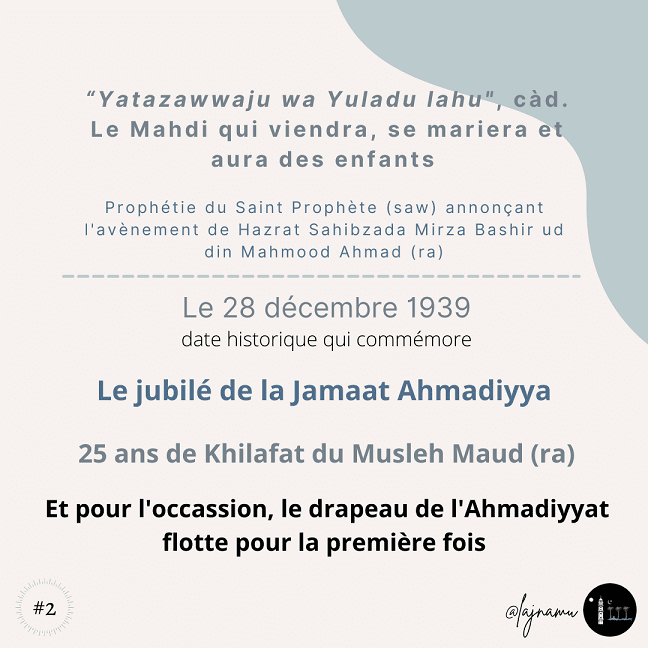 “Yatazawwaju wa Yuladu lahu", càd.
Le Mahdi qui viendra, se mariera et
aura des enfants
Prophétie du Saint Prophète (saw) annonçant
l'avènement de Hazrat Sahibzada Mirza Bashir ud
din Mahmood Ahmad (ra)
Le 28 décembre 1939
date historique qui commémore
Le jubilé de la Jamaat Ahmadiyya
25 ans de Khilafat du Musleh Maud (ra)
Et pour l'occassion, le drapeau de l'Ahmadiyyat
flotte pour la première fois
#2
@lajnamu